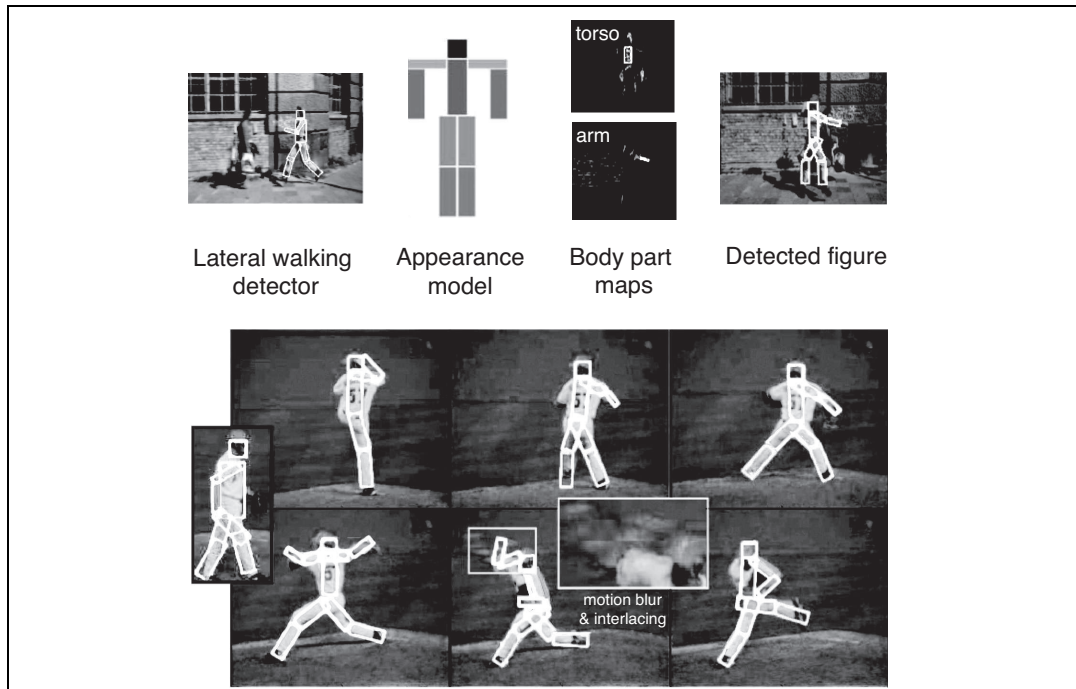 torso
arm
Lateral walking
detector
Appearance
model
Body part
maps
Detected figure
motion blur
& interlacing